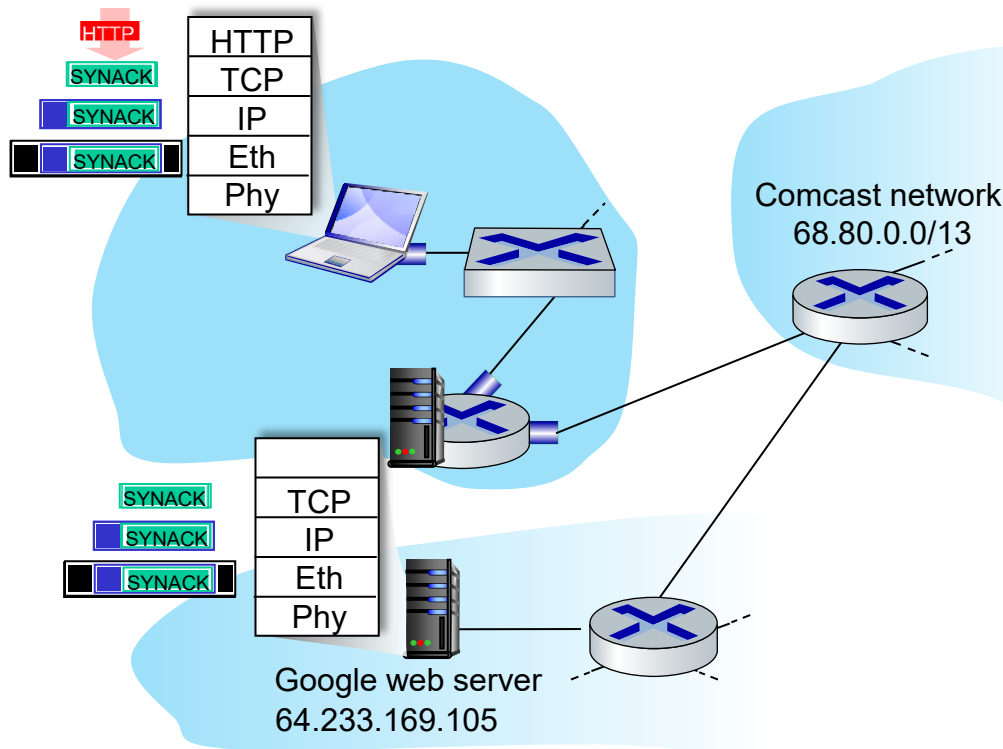 HTTP
SYNACK
SYNACK
SYNACK
HTTP
TCP
IP
Eth
Phy
Comcast network
68.80.0.0/13
SYNACK
SYNACK
SYNACK
TCP
IP
Eth
Phy
Google web server
64.233.169.105